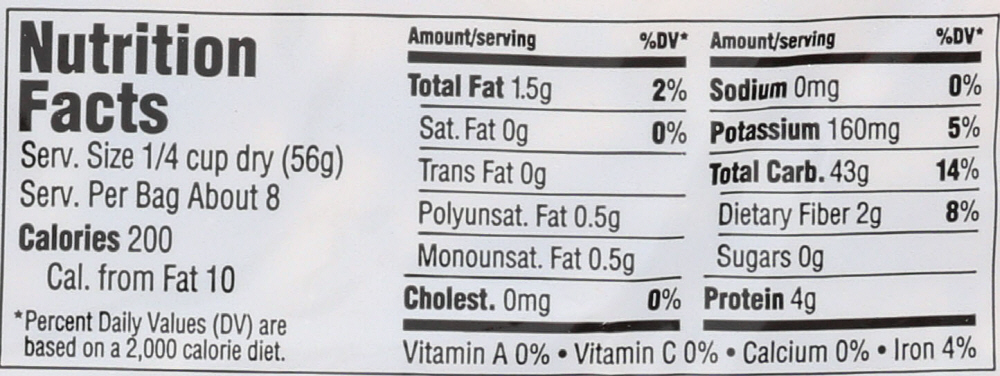 Nutrition
Facts
Serv. Size 1/4 cup dry (56g)
Serv. Per Bag About 8
Calories 200
Cal. from Fat 10
*Percent Daily Values (DV) are
based on a 2,000 calorie diet.
Amount/serving %DV*
Total Fat 1.5g 2%
Sat. Fat 0g 0%
Trans Fat 0g
Polyunsat. Fat 0.5g
Monounsat. Fat 0.5g
Cholest. 0mg 0%
Amount/serving %DV*
Sodium 0mg 0%
Potassium 160mg 5%
Total Carb. 43g 14%
Dietary Fiber 2g 8%
Sugars 0g
Protein 4g
Vitamin A 0% • Vitamin C 0% • Calcium 0% • Iron 4%